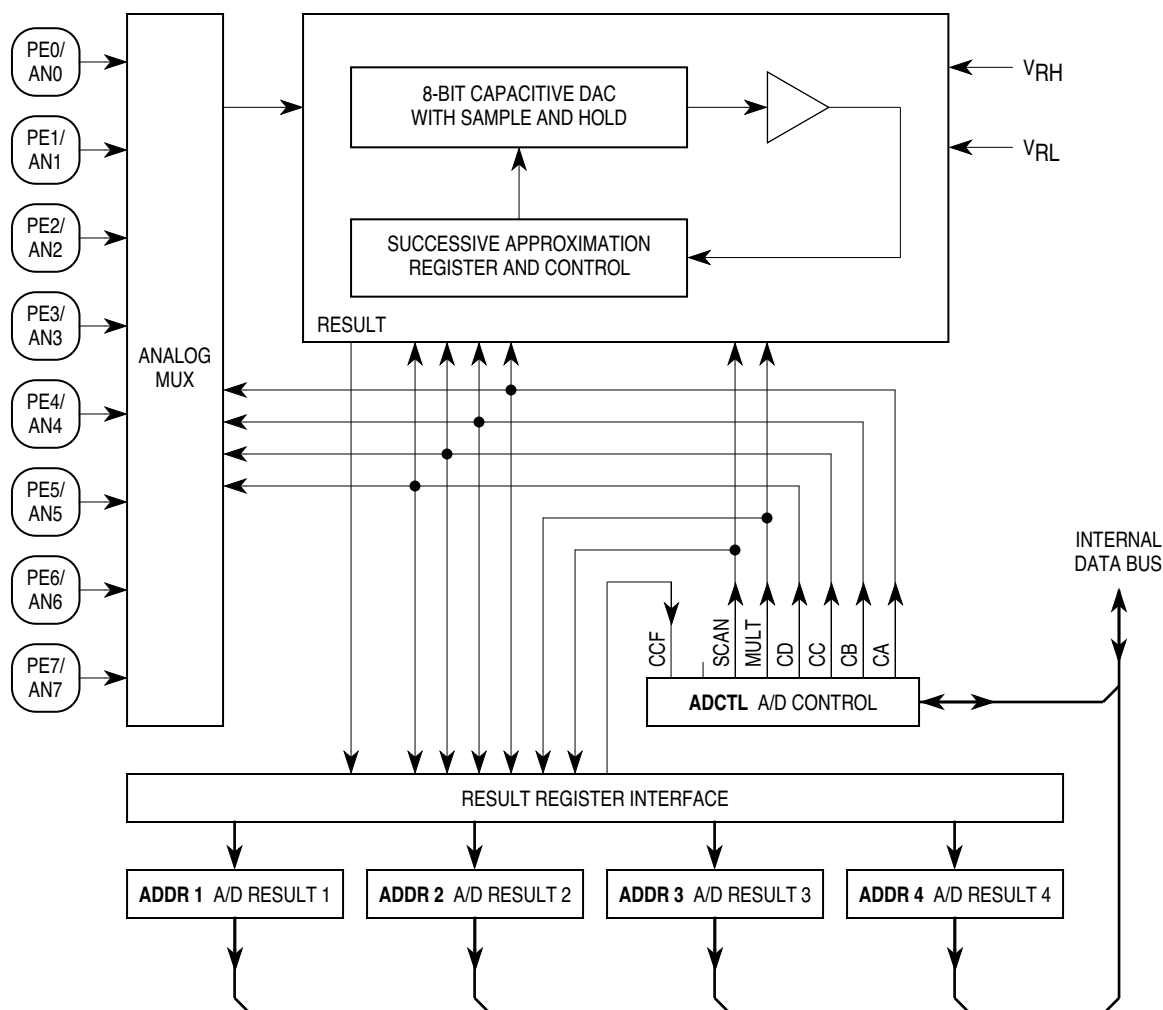 PE0/
AN0
PE1/
AN1
PE2/
AN2
PE3/
AN3
PE4/
AN4
PE5/
AN5
PE6/
AN6
PE7/
AN7
ANALOG
MUX
8-BIT CAPACITIVE DAC
WITH SAMPLE AND HOLD
SUCCESSIVE APPROXIMATION
REGISTER AND CONTROL
RESULT
VRH
VRL
INTERNAL
DATA BUS
CCF
SCAN
MULT
CD
CC
CB
CA
ADCTL A/D CONTROL
RESULT REGISTER INTERFACE
ADDR 1 A/D RESULT 1
ADDR 2 A/D RESULT 2
ADDR 3 A/D RESULT 3
ADDR 4 A/D RESULT 4